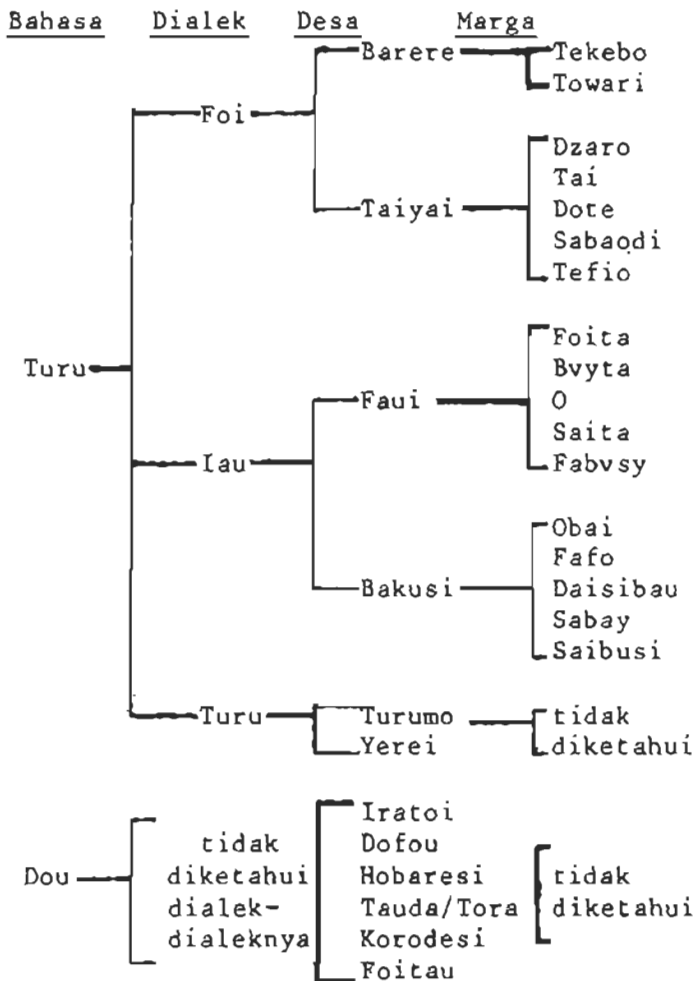 Bahasa Dialek Desa Marga
Barere Tekebo
Towari
Foi
Dzaro
Tai
Dote
Taiyai
Sabaodi
Tefio
Foita
Turu
Bvyta
Faui O
Saita
Iau Fabvsy
Obai
Fafo
Bakusi Daisibau
Sabay
Saibusi
Turu Turumo tidak
Yerei diketahui
Iratoi
tidak Dofou
Dou diketahui Hobaresi tidak
dialek- Tauda/Tora diketahui
dialeknya Korodesi
Foitau